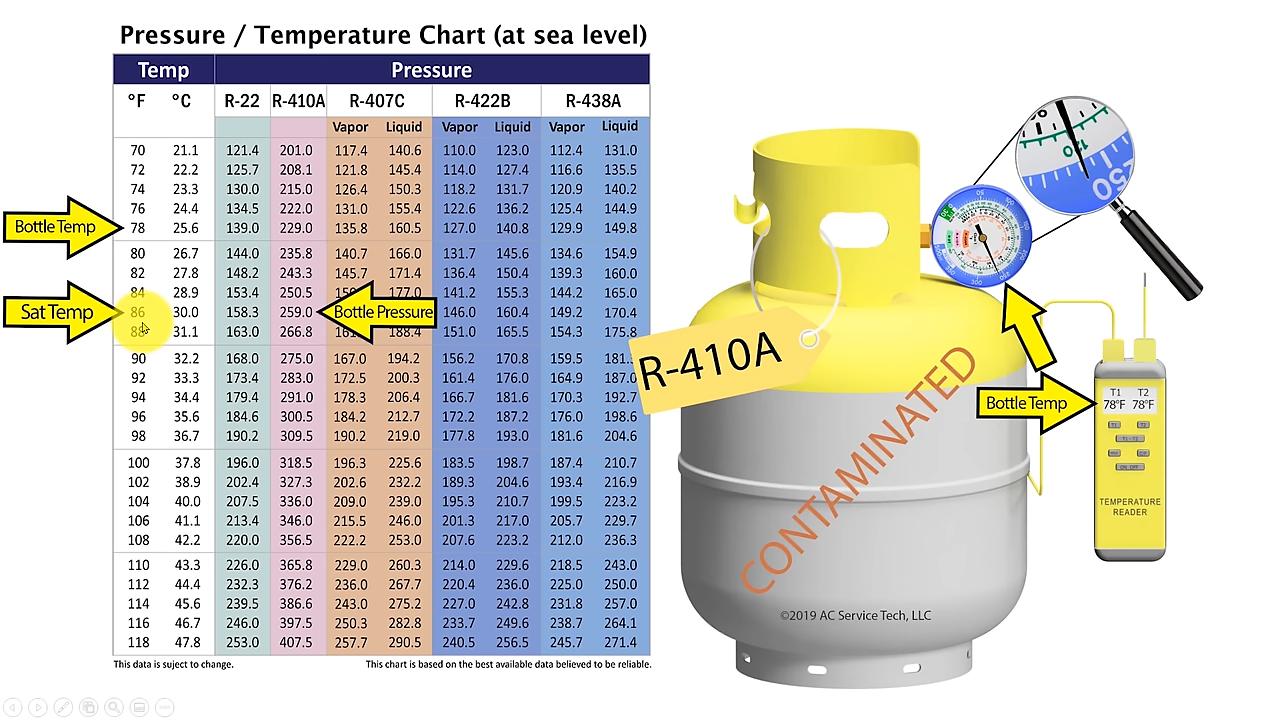 Pressure / Temperature Chart (at sea level)
Temp Pressure
°F °C R-22 R-410A R-407C R-422B R-438A
Vapor Liquid Vapor Liquid Vapor Liquid
70 21.1 121.4 201.0 117.4 140.6 110.0 123.0 112.4 131.0
72 22.2 125.7 208.1 121.8 145.4 114.0 127.4 116.6 135.5
74 23.3 130.0 215.0 126.4 150.3 118.2 131.7 120.9 140.2
76 24.4 134.5 222.0 131.0 155.4 122.6 136.2 125.4 144.9
78 25.6 139.0 229.0 135.8 160.5 127.0 140.8 129.9 149.8
80 26.7 144.0 235.8 140.7 166.0 131.7 145.6 134.6 154.9
82 27.8 148.2 243.3 145.7 171.4 136.4 150.4 139.3 160.0
84 28.9 153.4 250.5 177.0 141.2 155.3 144.2 165.0
86 30.0 158.3 259.0 146.0 160.4 149.2 170.4
88 31.1 163.0 266.8 188.4 151.0 165.5 154.3 175.8
90 32.2 168.0 275.0 167.0 194.2 156.2 170.8 159.5
92 33.3 173.4 283.0 172.5 200.3 161.4 176.0 164.9 187.0
94 34.4 179.4 291.0 178.3 206.4 166.7 181.6 170.3 192.7
96 35.6 184.6 300.5 184.2 212.7 172.2 187.2 176.0 198.6
98 36.7 190.2 309.5 190.2 219.0 177.8 193.0 181.6 204.6
100 37.8 196.0 318.5 196.3 225.6 183.5 198.7 187.4 210.7
102 38.9 202.4 327.3 202.6 232.2 189.3 204.6 193.4 216.9
104 40.0 207.5 336.0 209.0 239.0 195.3 210.7 199.5 223.2
106 41.1 213.4 346.0 215.5 246.0 201.3 217.0 205.7 229.7
108 42.2 220.0 356.5 222.2 253.0 207.6 223.2 212.0 236.3
110 43.3 226.0 365.8 229.0 260.3 214.0 229.6 218.5 243.0
112 44.4 232.3 376.2 236.0 267.7 220.4 236.0 225.0 250.0
114 45.6 239.5 386.6 243.0 275.2 227.0 242.8 231.8 257.0
116 46.7 246.0 397.5 250.3 282.8 233.7 249.6 238.7 264.1
118 47.8 253.0 407.5 257.7 290.5 240.5 256.5 245.7 271.4
This data is suject to change. This chart is based on the best available data believed to be reliable.
Bottle Temp
Sat Temp
Bottle Pressure
R-410A
CONTAMINATED
©2019 AC Service Tech, LLC
120
250
Bottle Temp
T1 T2
78°F 78°F
T1 T2
T1 - T2
ON OFF
TEMPERATURE
READER